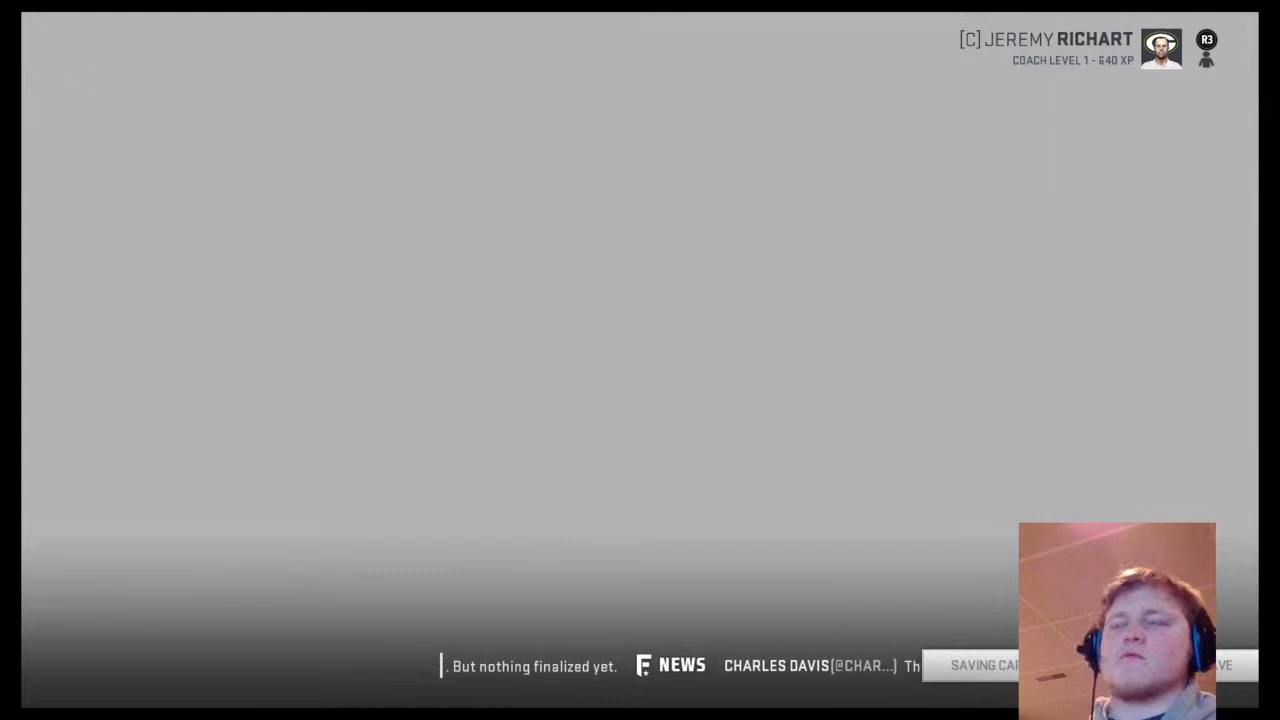 [C] JEREMY RICHART
R3
COACH LEVEL 1 - 640 XP
. But nothing finalized yet. F NEWS CHARLES DAVIS(@CHAR...) Th
SAVING CAR
VE